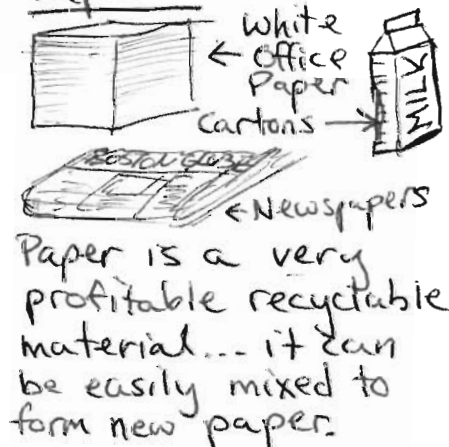 White
Office
Paper
MILK
Cartons
BOSTON GLOBE
Newspapers
Paper is a very
profitable recyclable
material... it can
be easily mixed to
form new paper.